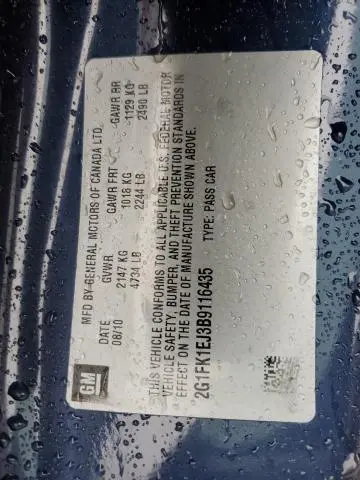 GM
MFD BY GENERAL MOTORS OF CANADA LTD.
DATE GVWR GAWR FRT GAWR RR
08/10 2147 KG 1018 KG 1129 KG
4734 LB 2244 LB 2490 LB
THIS VEHICLE CONFORMS TO ALL APPLICABLE U.S. FEDERAL MOTOR
VEHICLE SAFETY, BUMPER, AND THEFT PREVENTION STANDARDS IN
EFFECT ON THE DATE OF MANUFACTURE SHOWN ABOVE.
2G1FK1EJ3B9116435 TYPE: PASS CAR